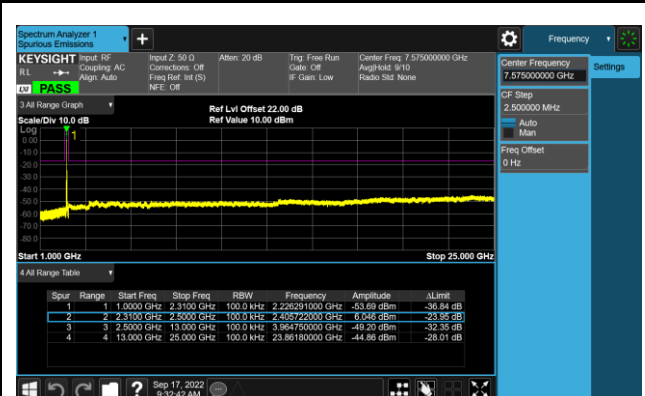 Spectrum Analyzer 1
Spurious Emissions
Frequency
KEYSIGHT
RL
Input: RF
Coupling: AC
Align: Auto
Input Z: 50 Ω
Corrections: Off
Freq Ref: Int (S)
NFE: Off
Atten: 20 dB
Trig: Free Run
Gate: Off
IF Gain: Low
Center Freq: 7.575000000 GHz
Avg|Hold: 9/10
Radio Std: None
LXI PASS
3 All Range Graph
Scale/Div 10.0 dB
Ref Lvl Offset 22.00 dB
Ref Value 10.00 dBm
Log
0.00
-10.0
-20.0
-30.0
-40.0
-50.0
-60.0
-70.0
-80.0
1
Start 1.000 GHz
Stop 25.000 GHz
4 All Range Table
Spur Range Start Freq Stop Freq RBW Frequency Amplitude ΔLimit
1 1 1.0000 GHz 2.3100 GHz 100.0 kHz 2.226291000 GHz -53.69 dBm -36.84 dB
2 2 2.3100 GHz 2.5000 GHz 100.0 kHz 2.405722000 GHz 6.046 dBm -23.95 dB
3 3 2.5000 GHz 13.000 GHz 100.0 kHz 3.964750000 GHz -49.20 dBm -32.35 dB
4 4 13.000 GHz 25.000 GHz 100.0 kHz 23.86180000 GHz -44.86 dBm -28.01 dB
Center Frequency
7.575000000 GHz
Settings
CF Step
2.500000 MHz
Auto
Man
Freq Offset
0 Hz
?
Sep 17, 2022
9:32:42 AM